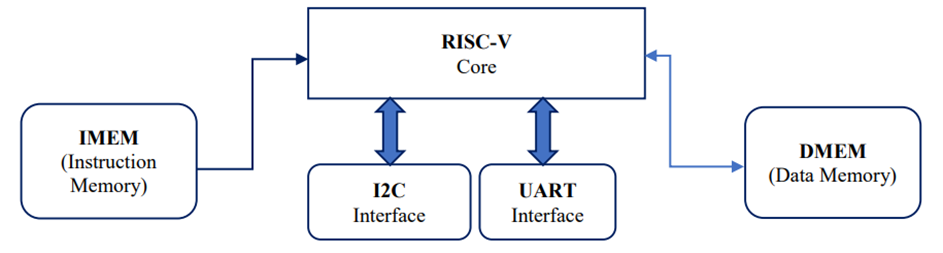 RISC-V
Core
IMEM
(Instruction
Memory)
I2C
Interface
UART
Interface
DMEM
(Data Memory)